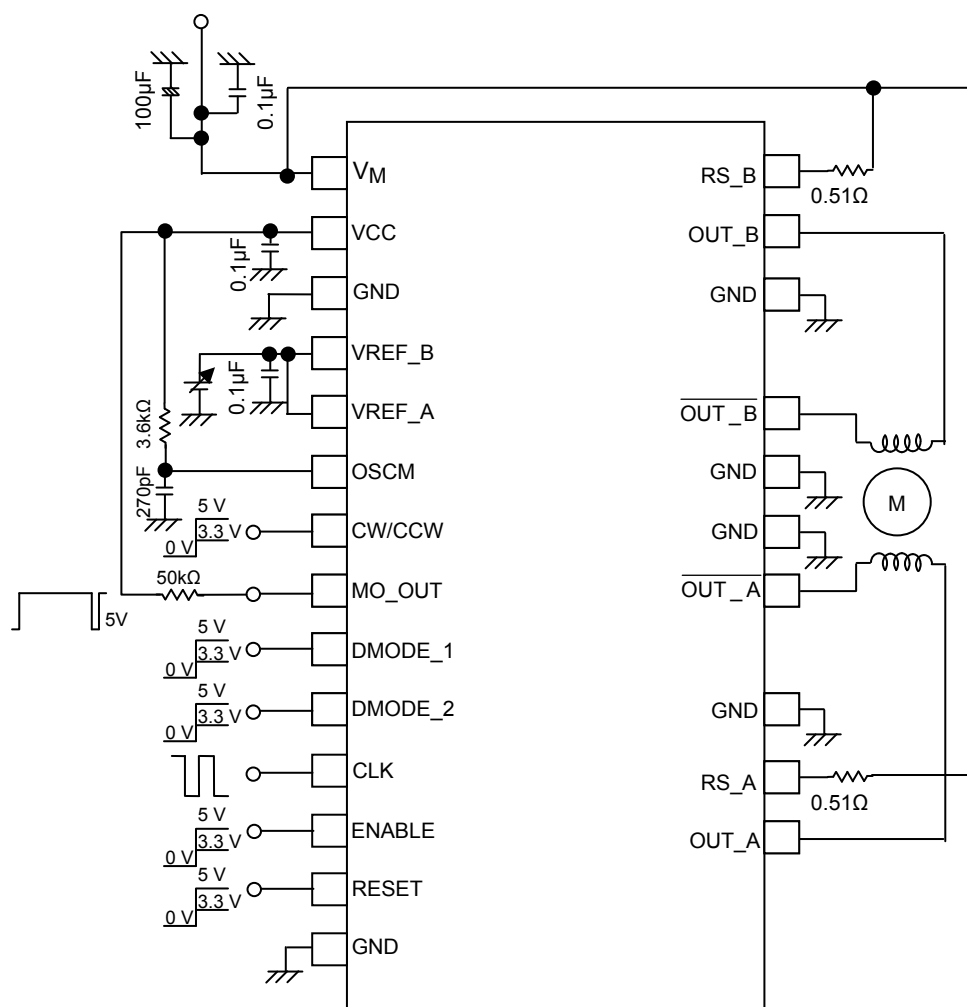 100μF
0.1μF
VM
RS_B
0.51Ω
VCC
OUT_B
0.1μF
GND
GND
VREF_B
0.1μF
VREF_A
OUT_B
3.6kΩ
OSCM
GND
270pF
5 V
3.3 V
0 V
CW/CCW
GND
M
50kΩ
MO_OUT
OUT_A
5V
5 V
3.3 V
0 V
DMODE_1
5 V
3.3 V
0 V
DMODE_2
GND
CLK
RS_A
0.51Ω
5 V
3.3 V
0 V
ENABLE
OUT_A
5 V
3.3 V
0 V
RESET
GND